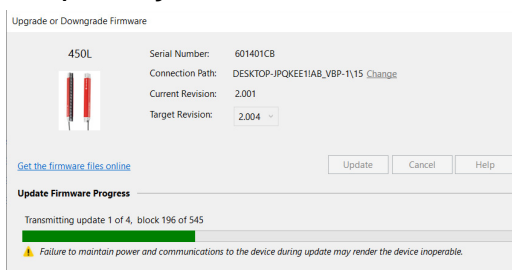 Upgrade or Downgrade Firmware
450L
Serial Number: 601401CB
Connection Path: DESKTOP-JPQKEE1!AB_VBP-1\15 Change
Current Revision: 2.001
Target Revision: 2.004
Get the firmware files online
Update Cancel Help
Update Firmware Progress
Transmitting update 1 of 4, block 196 of 545
Failure to maintain power and communications to the device during update may render the device inoperable.